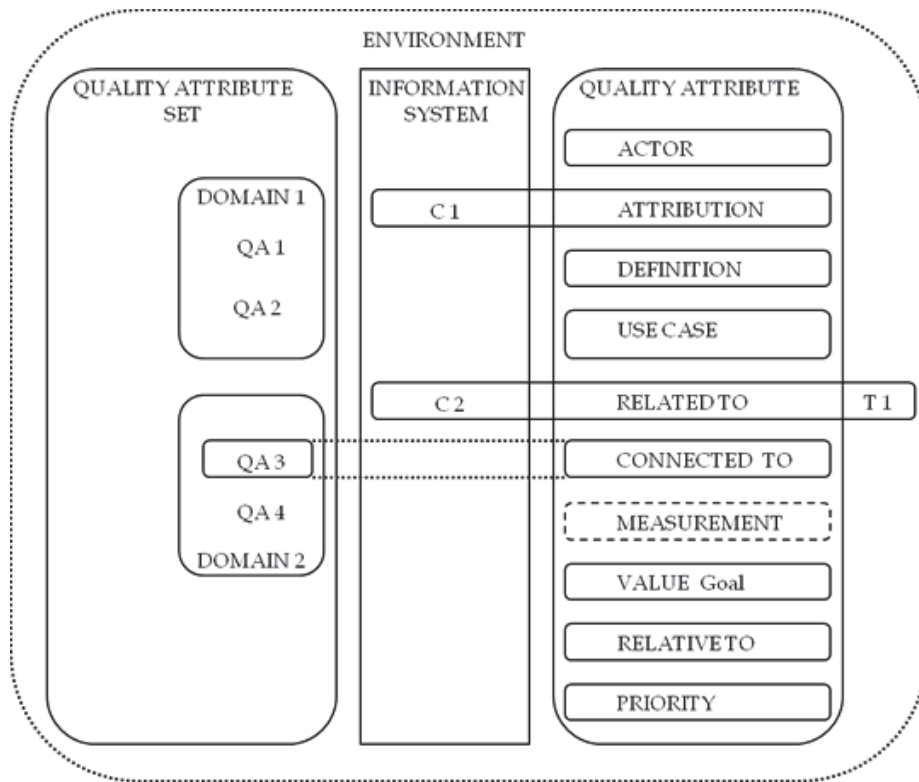 ENVIRONMENT
QUALITY ATTRIBUTE
SET
DOMAIN 1
QA 1
QA 2
QA 3
QA 4
DOMAIN 2
INFORMATION
SYSTEM
C 1
C 2
QUALITY ATTRIBUTE
ACTOR
ATTRIBUTION
DEFINITION
USE CASE
RELATED TO
T 1
CONNECTED TO
MEASUREMENT
VALUE Goal
RELATIVE TO
PRIORITY